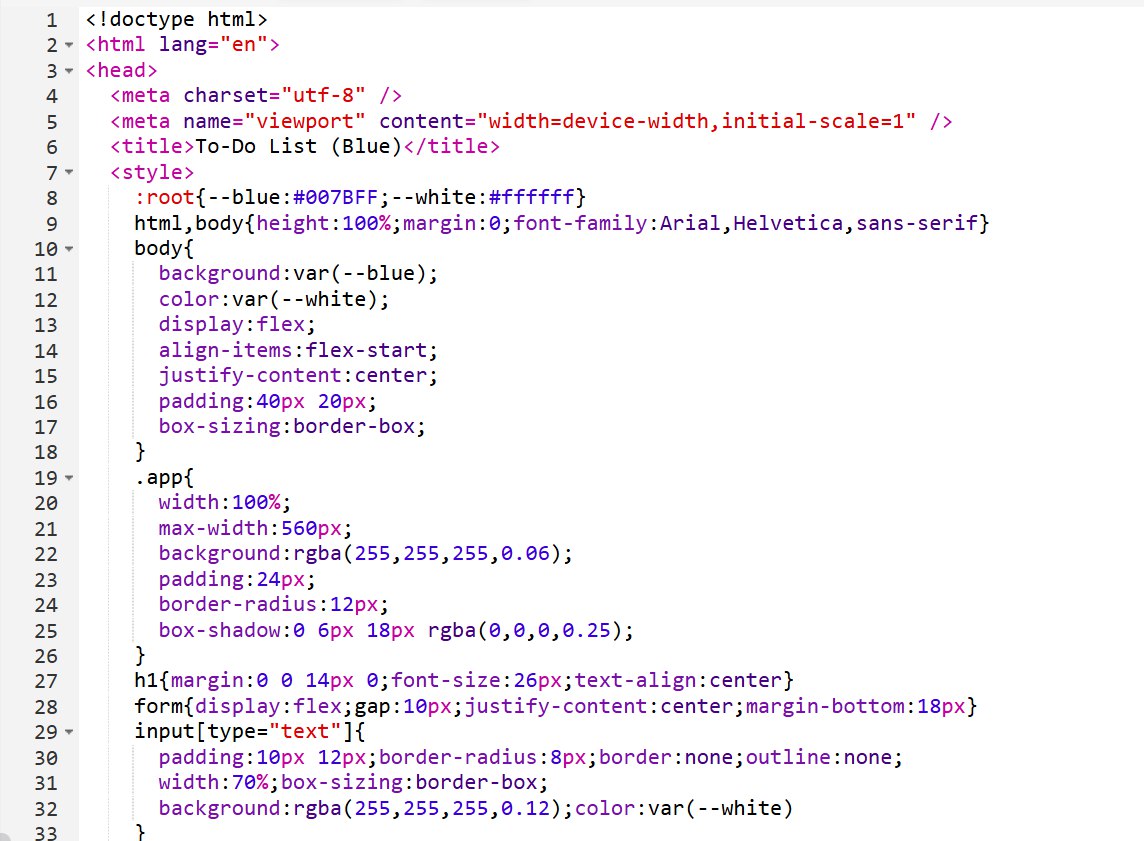 1 <!doctype html>
2 <html lang="en">
3 <head>
4 <meta charset="utf-8" />
5 <meta name="viewport" content="width=device-width,initial-scale=1" />
6 <title>To-Do List (Blue)</title>
7 <style>
8 :root{--blue:#007BFF;--white:#ffffff}
9 html,body{height:100%;margin:0;font-family:Arial,Helvetica,sans-serif}
10 body{
11 background:var(--blue);
12 color:var(--white);
13 display:flex;
14 align-items:flex-start;
15 justify-content:center;
16 padding:40px 20px;
17 box-sizing:border-box;
18 }
19 .app{
20 width:100%;
21 max-width:560px;
22 background:rgba(255,255,255,0.06);
23 padding:24px;
24 border-radius:12px;
25 box-shadow:0 6px 18px rgba(0,0,0,0.25);
26 }
27 h1{margin:0 0 14px 0;font-size:26px;text-align:center}
28 form{display:flex;gap:10px;justify-content:center;margin-bottom:18px}
29 input[type="text"]{
30 padding:10px 12px;border-radius:8px;border:none;outline:none;
31 width:70%;box-sizing:border-box;
32 background:rgba(255,255,255,0.12);color:var(--white)
33 }